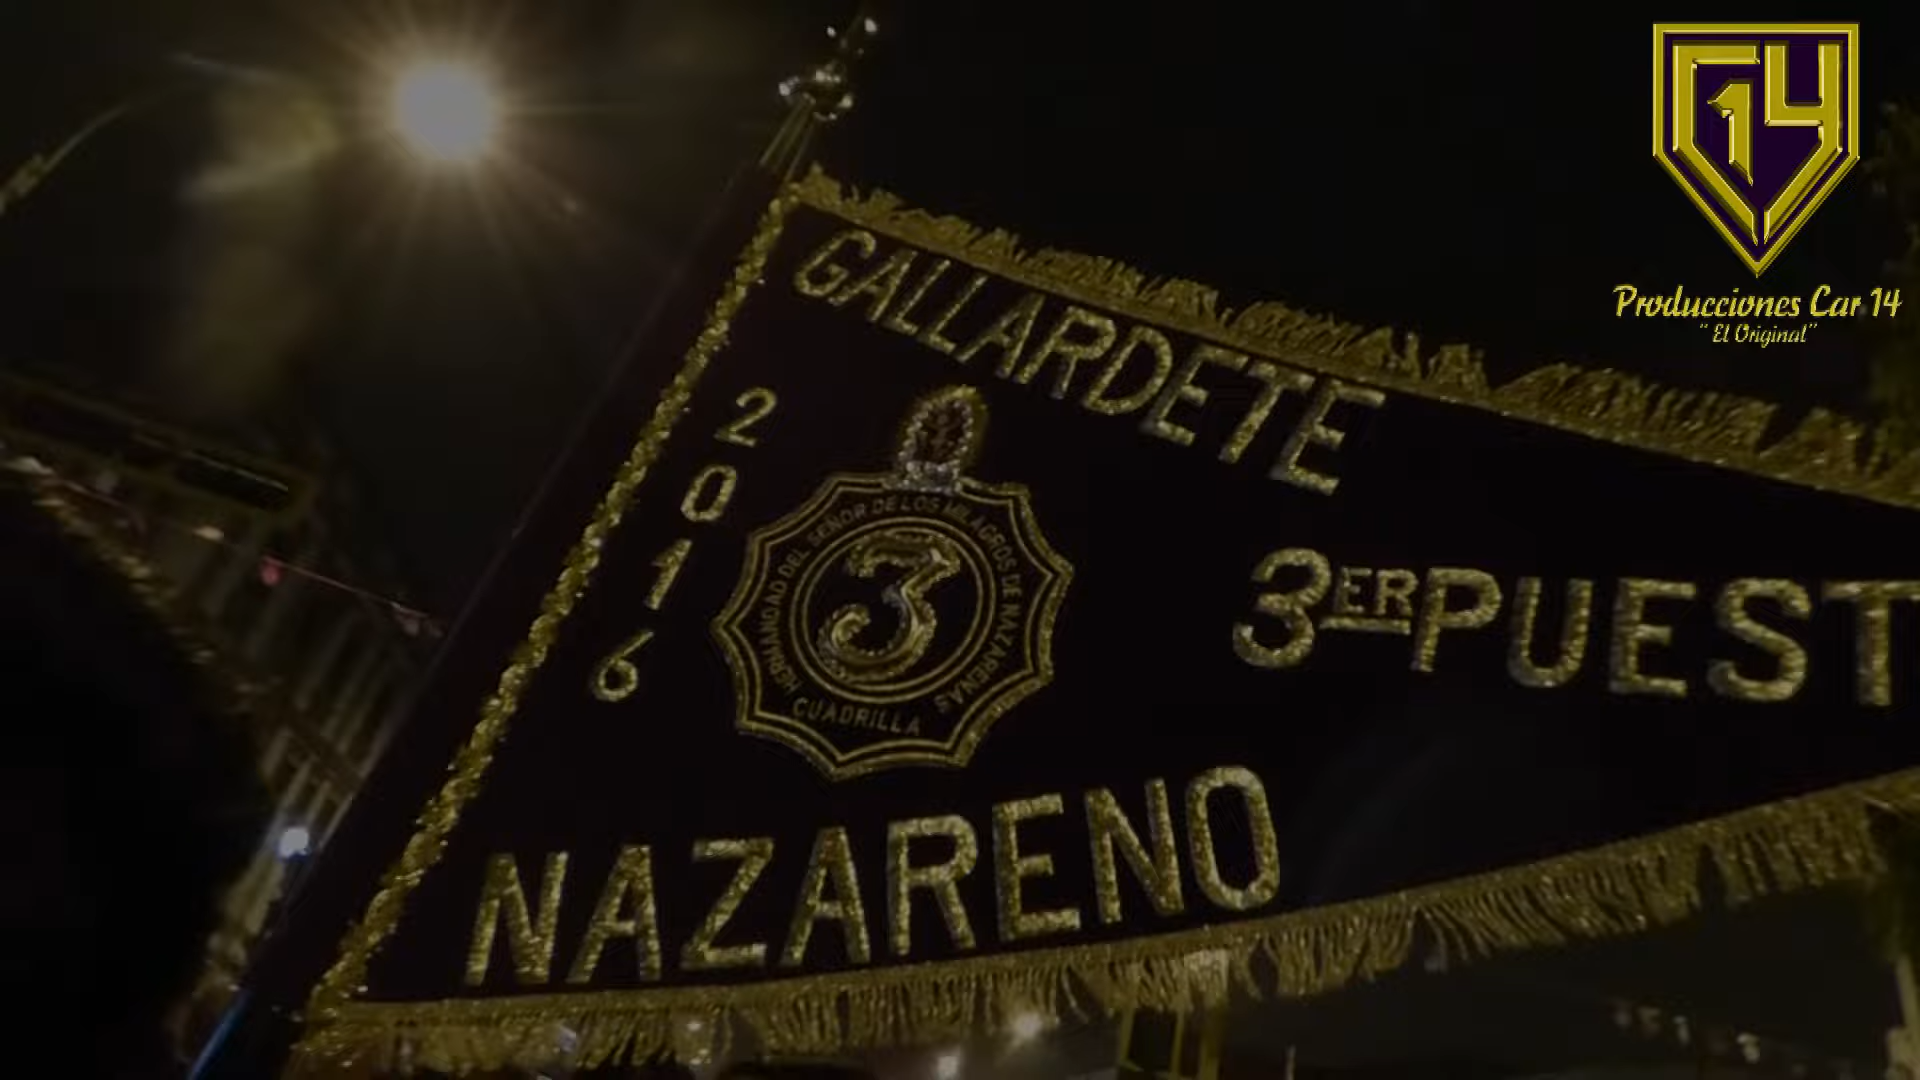 GALLARDETE
2016
HERMANDAD DEL SEÑOR DE LOS MILAGROS DE NAZARENAS
3
CUADRILLA
3ER PUEST
NAZARENO
C14
Producciones Car 14
"El Original"